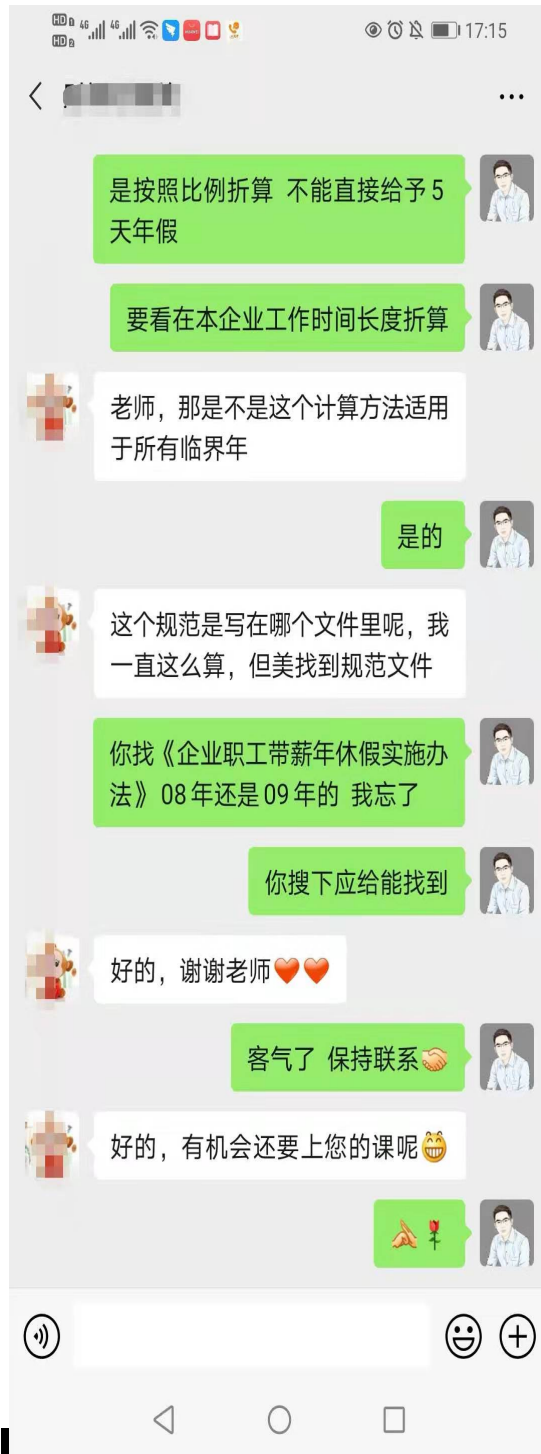 HD 1 4G 4G 17:15
HD 2
是按照比例折算 不能直接给予5
天年假
要看在本企业工作时间长度折算
老师，那是不是这个计算方法适用
于所有临界年
是的
这个规范是写在哪个文件里呢，我
一直这么算，但美找到规范文件
你找《企业职工带薪年休假实施办
法》08年还是09年的 我忘了
你搜下应给能找到
好的，谢谢老师❤️❤️
客气了 保持联系🤝
好的，有机会还要上您的课呢😁